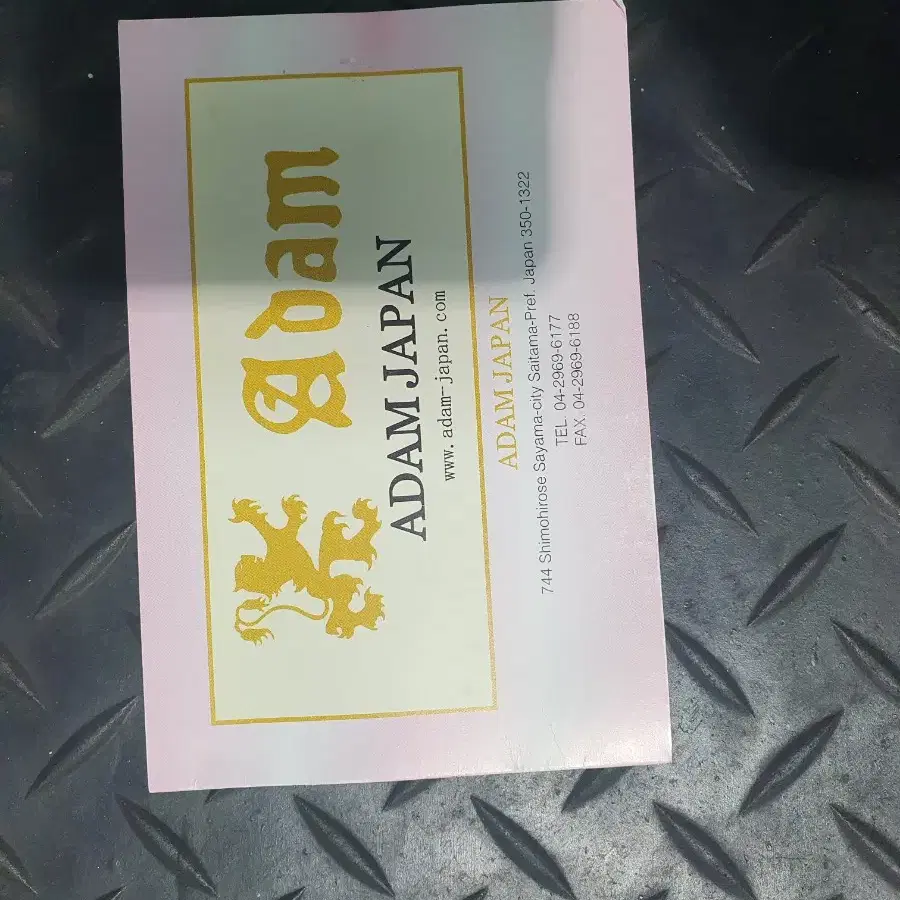 Adam
ADAM JAPAN
www.adam-japan.com
ADAM JAPAN
744 Shimohirose Sayama-city Saitama-Pref. Japan 350-1322
TEL. 04-2969-6177
FAX. 04-2969-6188